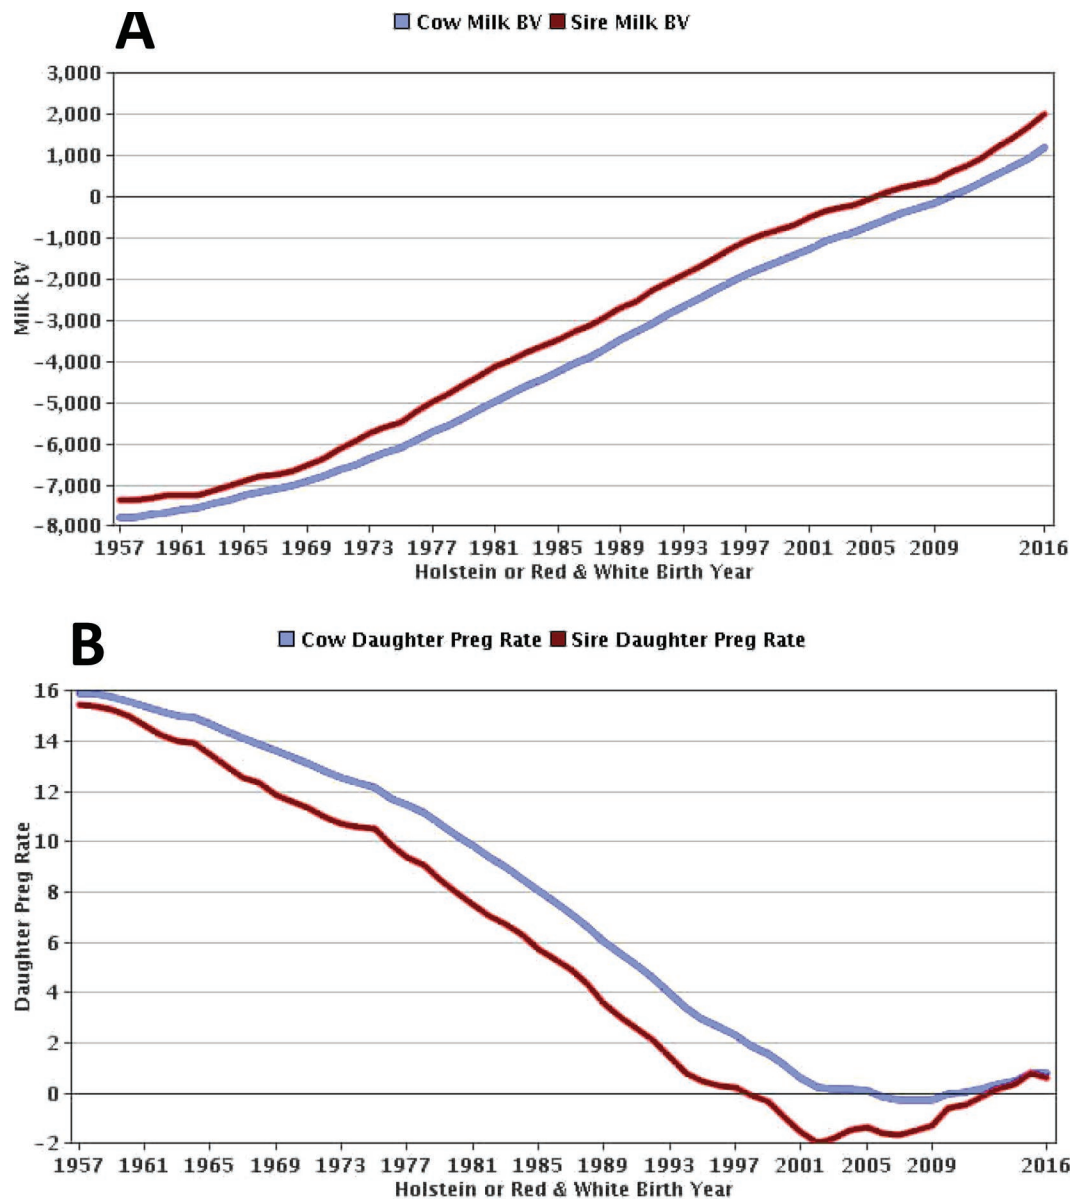 A
Cow Milk BV Sire Milk BV
3,000
2,000
1,000
0
-1,000
-2,000
-3,000
-4,000
-5,000
-6,000
-7,000
-8,000
Milk BV
1957 1961 1965 1969 1973 1977 1981 1985 1989 1993 1997 2001 2005 2009 2016
Holstein or Red & White Birth Year
B
Cow Daughter Preg Rate Sire Daughter Preg Rate
16
14
12
10
8
6
4
2
0
-2
Daughter Preg Rate
1957 1961 1965 1969 1973 1977 1981 1985 1989 1993 1997 2001 2005 2009 2016
Holstein or Red & White Birth Year